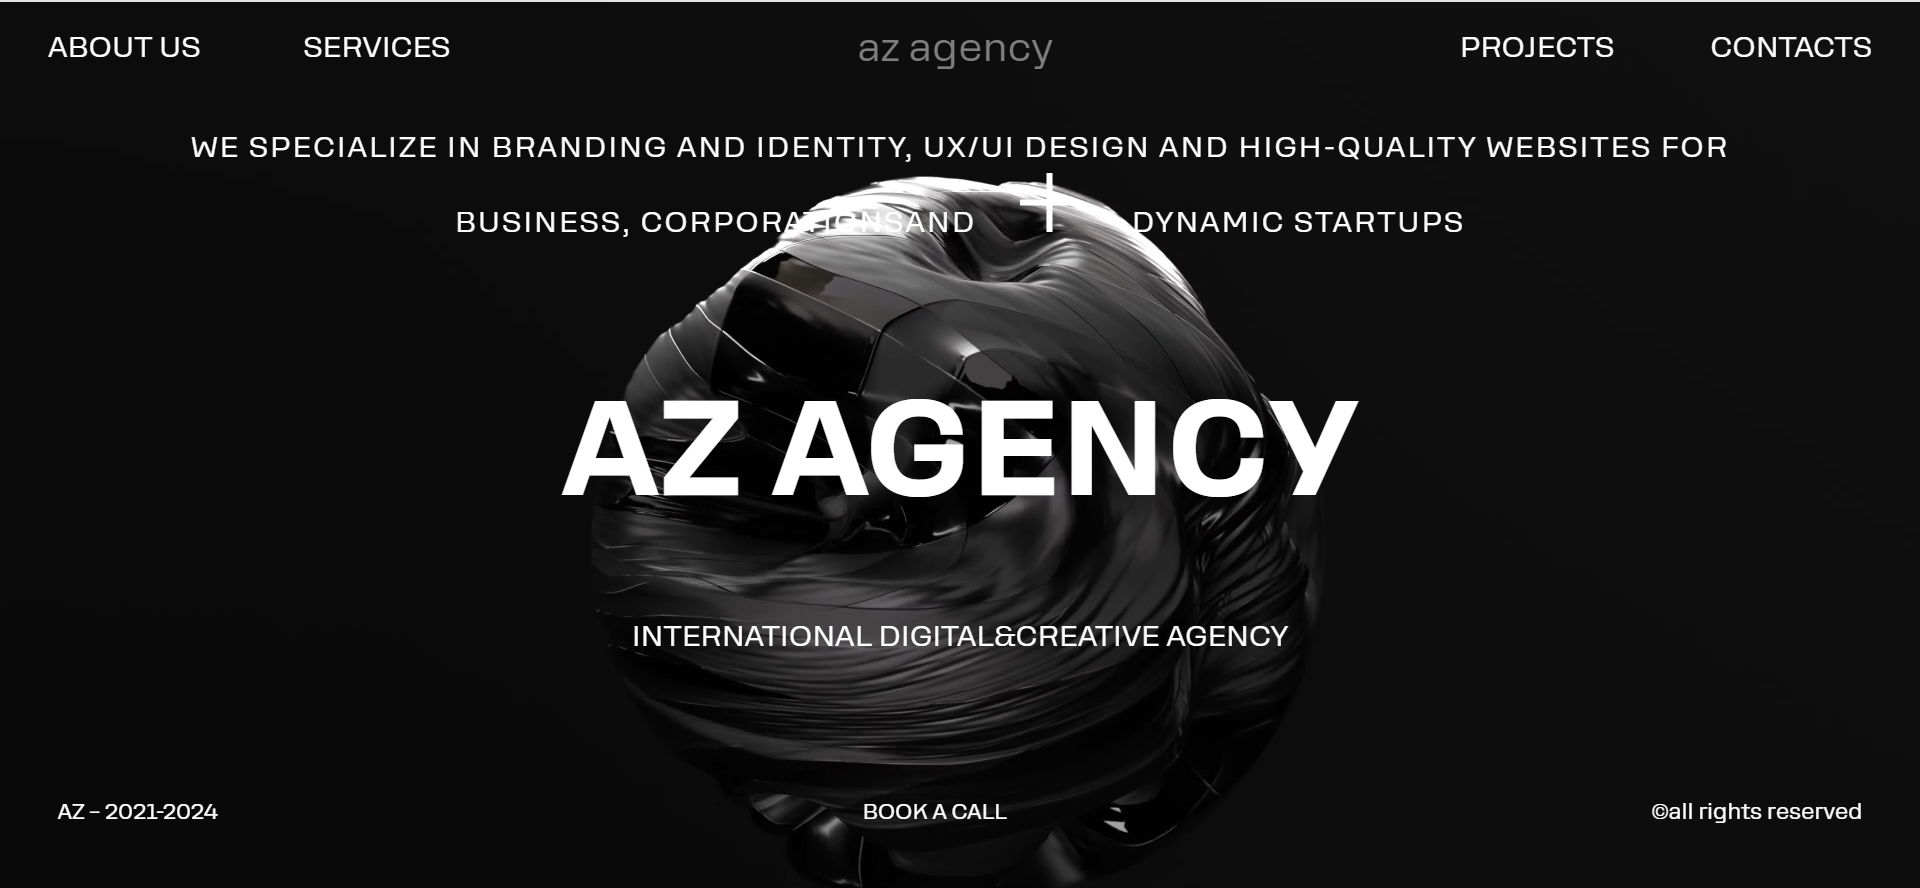 ABOUT US
SERVICES
az agency
PROJECTS
CONTACTS
WE SPECIALIZE IN BRANDING AND IDENTITY, UX/UI DESIGN AND HIGH-QUALITY WEBSITES FOR
BUSINESS, CORPORATIONSAND + DYNAMIC STARTUPS
AZ AGENCY
INTERNATIONAL DIGITAL&CREATIVE AGENCY
AZ – 2021-2024
BOOK A CALL
©all rights reserved